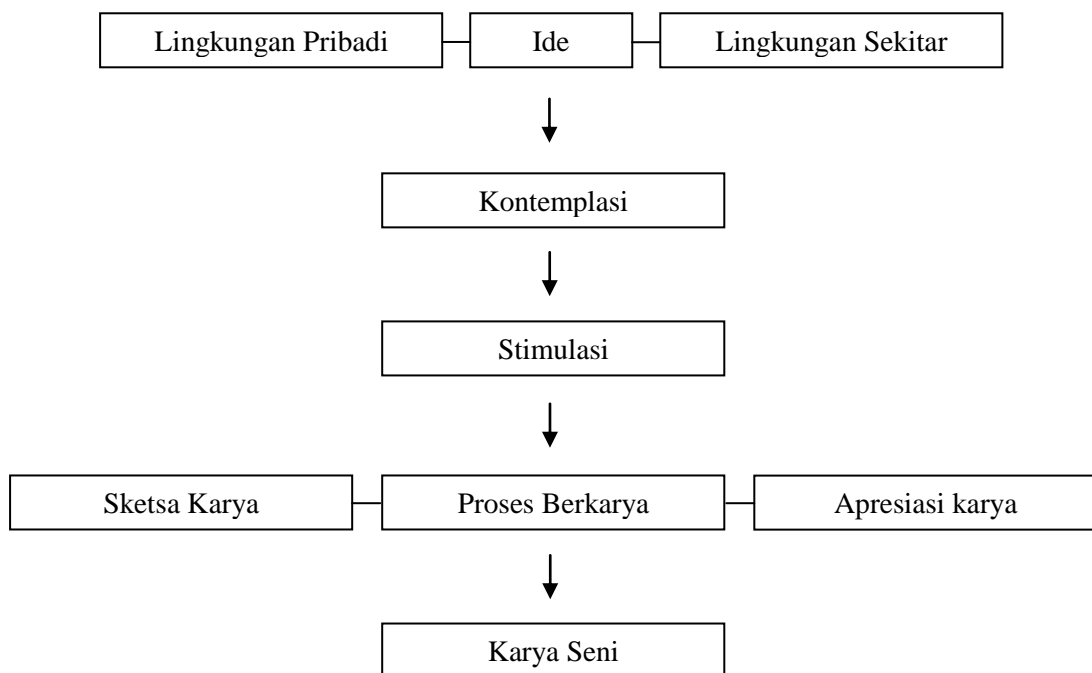 Lingkungan Pribadi
Ide
Lingkungan Sekitar
Kontemplasi
Stimulasi
Sketsa Karya
Proses Berkarya
Apresiasi karya
Karya Seni